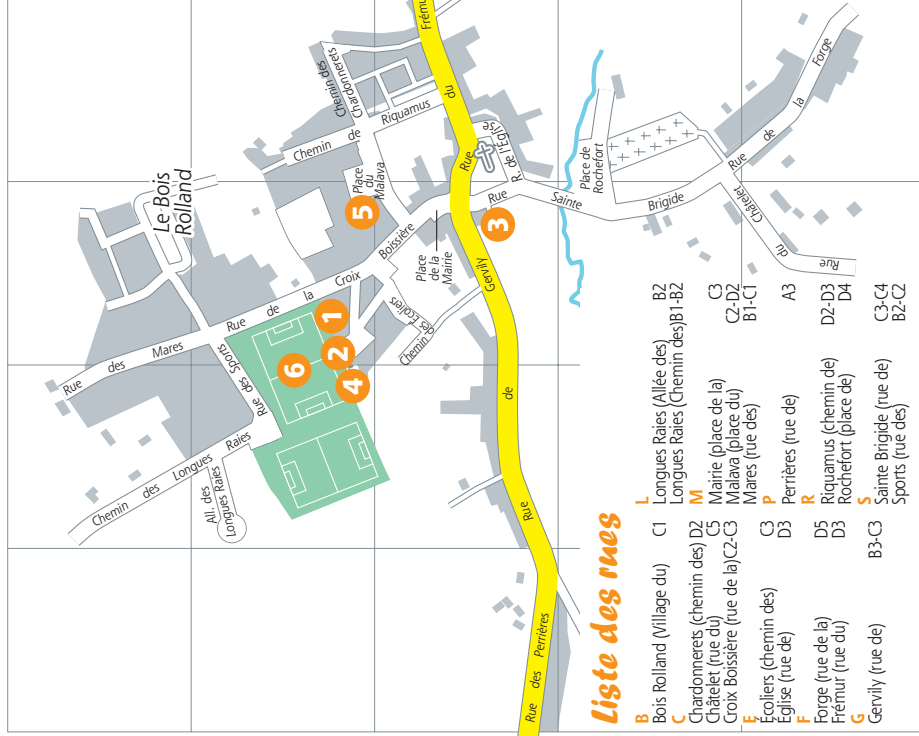 Rue du Frému
Chemin des
Chardonnerets
Chemin de Riquamus
Le Bois
Rolland
Place
du
Malava
R. de l'Eglise
Place de
Rochefort
Rue de la Forge
Rue Sainte Brigide
Rue du Châtelet
Rue de la Croix Boissière
Place
de la
Mairie
Rue des Mares
Rue des Sports
Chemin des Ecoliers
Chemin des Longues Raies
All. des
Longues Raies
Rue de Gervily
Rue des Perrières
1
2
3
4
5
6
Liste des rues
B
Bois Rolland (Village du) C1
C
Chardonnerets (chemin des) D2
Châtelet (rue du) C5
Croix Boissière (rue de la) C2-C3
E
Écoliers (chemin des) C3
Eglise (rue de) D3
F
Forge (rue de la) D5
Frémur (rue du) D3
G
Gervily (rue de) B3-C3
L
Longues Raies (Allée des) B2
Longues Raies (Chemin des) B1-B2
M
Mairie (place de la) C3
Malava (place du) C2-D2
Mares (rue des) B1-C1
P
Perrières (rue de) A3
R
Riquamus (chemin de) D2-D3
Rochefort (place de) D4
S
Sainte Brigide (rue de) C3-C4
Sports (rue des) B2-C2